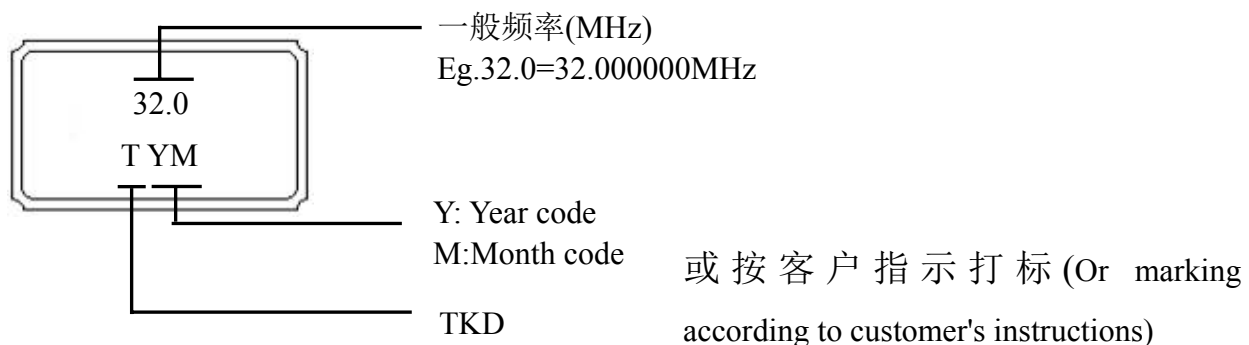 一般频率(MHz)
Eg.32.0=32.000000MHz
32.0
T YM
Y: Year code
M:Month code
TKD
或按客户指示打标(Or marking
according to customer's instructions)